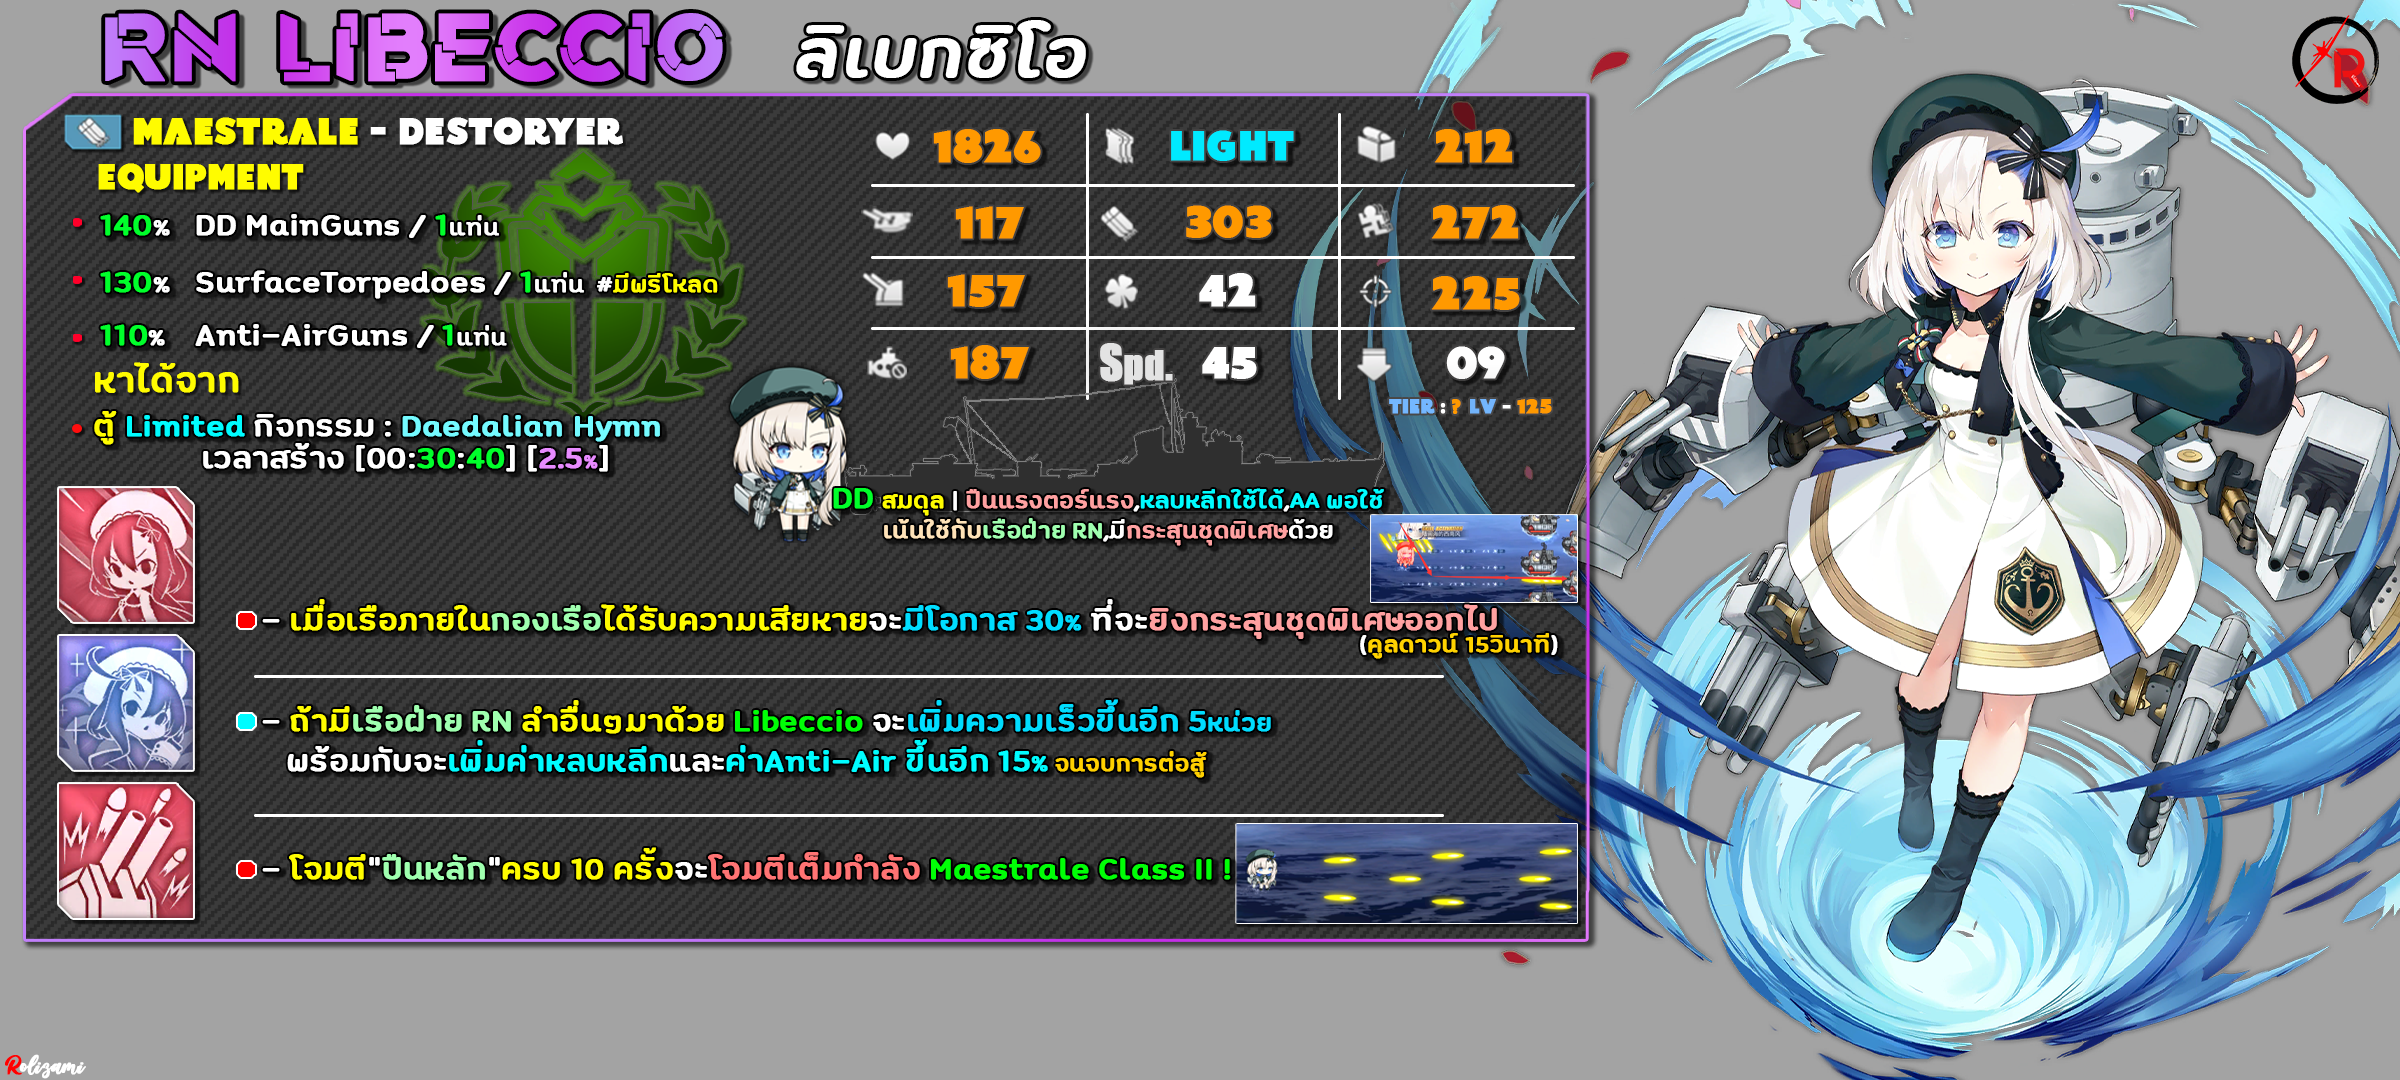 RN LIBECCIO ลิเบกซิโอ
MAESTRALE - DESTORYER
EQUIPMENT
140% DD MainGuns / 1แท่น
130% SurfaceTorpedoes / 1แท่น #มีพรีโหลด
110% Anti-AirGuns / 1แท่น
หาได้จาก
ตู้ Limited กิจกรรม : Daedalian Hymn
เวลาสร้าง [00:30:40] [2.5%]
1826 LIGHT 212
117 303 272
157 42 225
187 Spd. 45 09
TIER : ? LV - 125
DD สมดุล | ปืนแรงตอร์แรง,หลบหลีกใช้ได้,AA พอใช้
เน้นใช้กับเรือฝ่าย RN,มีกระสุนชุดพิเศษด้วย
- เมื่อเรือภายในกองเรือได้รับความเสียหายจะมีโอกาส 30% ที่จะยิงกระสุนชุดพิเศษออกไป
(คูลดาวน์ 15วินาที)
- ถ้ามีเรือฝ่าย RN ลำอื่นๆมาด้วย Libeccio จะเพิ่มความเร็วขึ้นอีก 5หน่วย
พร้อมกับจะเพิ่มค่าหลบหลีกและค่าAnti-Air ขึ้นอีก 15% จนจบการต่อสู้
- โจมตี"ปืนหลัก"ครบ 10 ครั้งจะโจมตีเต็มกำลัง Maestrale Class II !
R
Rolizami